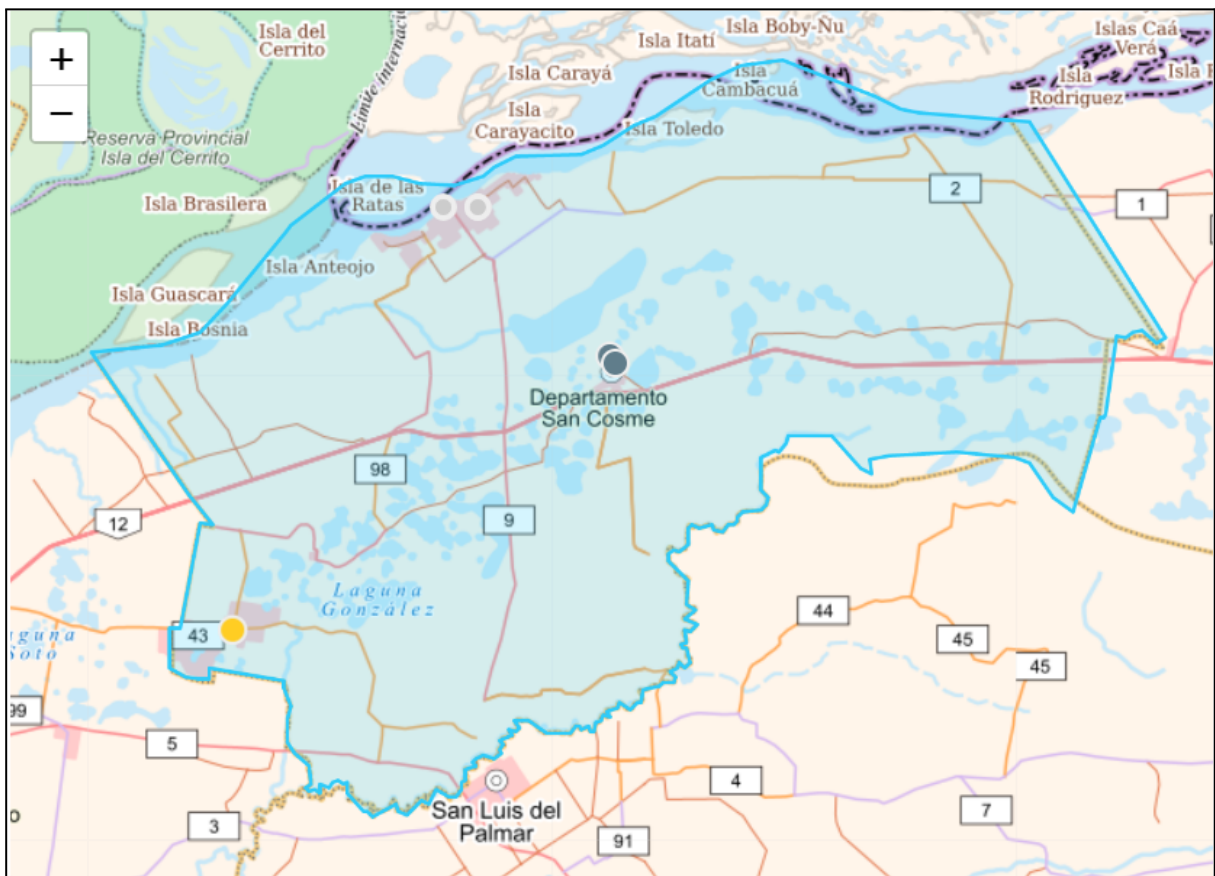 +
−
Isla del
Cerrito
Límite internac
Isla Itatí
Isla Boby-Ñu
Islas Caá
Verá
Isla Carayá
Isla
Cambacuá
Isla
Rodriguez
Isla
Carayacito
Isla Toledo
Reserva Provincial
Isla del Cerrito
Isla de las
Ratas
Isla Brasilera
2
1
Isla Anteojo
Isla Guascará
Isla Bosnia
Departamento
San Cosme
98
12
9
Laguna
González
44
43
45
45
aguna
Soto
99
5
4
7
San Luis del
Palmar
3
91
o